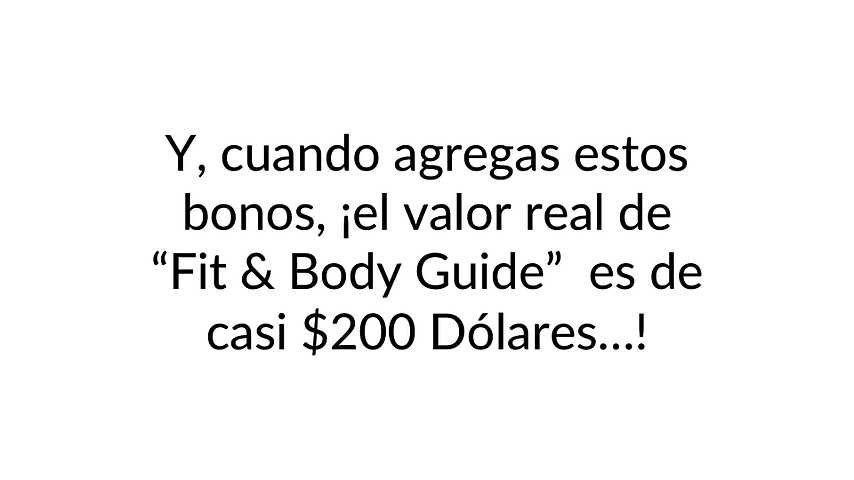 Y, cuando agregas estos
bonos, ¡el valor real de
“Fit & Body Guide”  es de
casi $200 Dólares...!